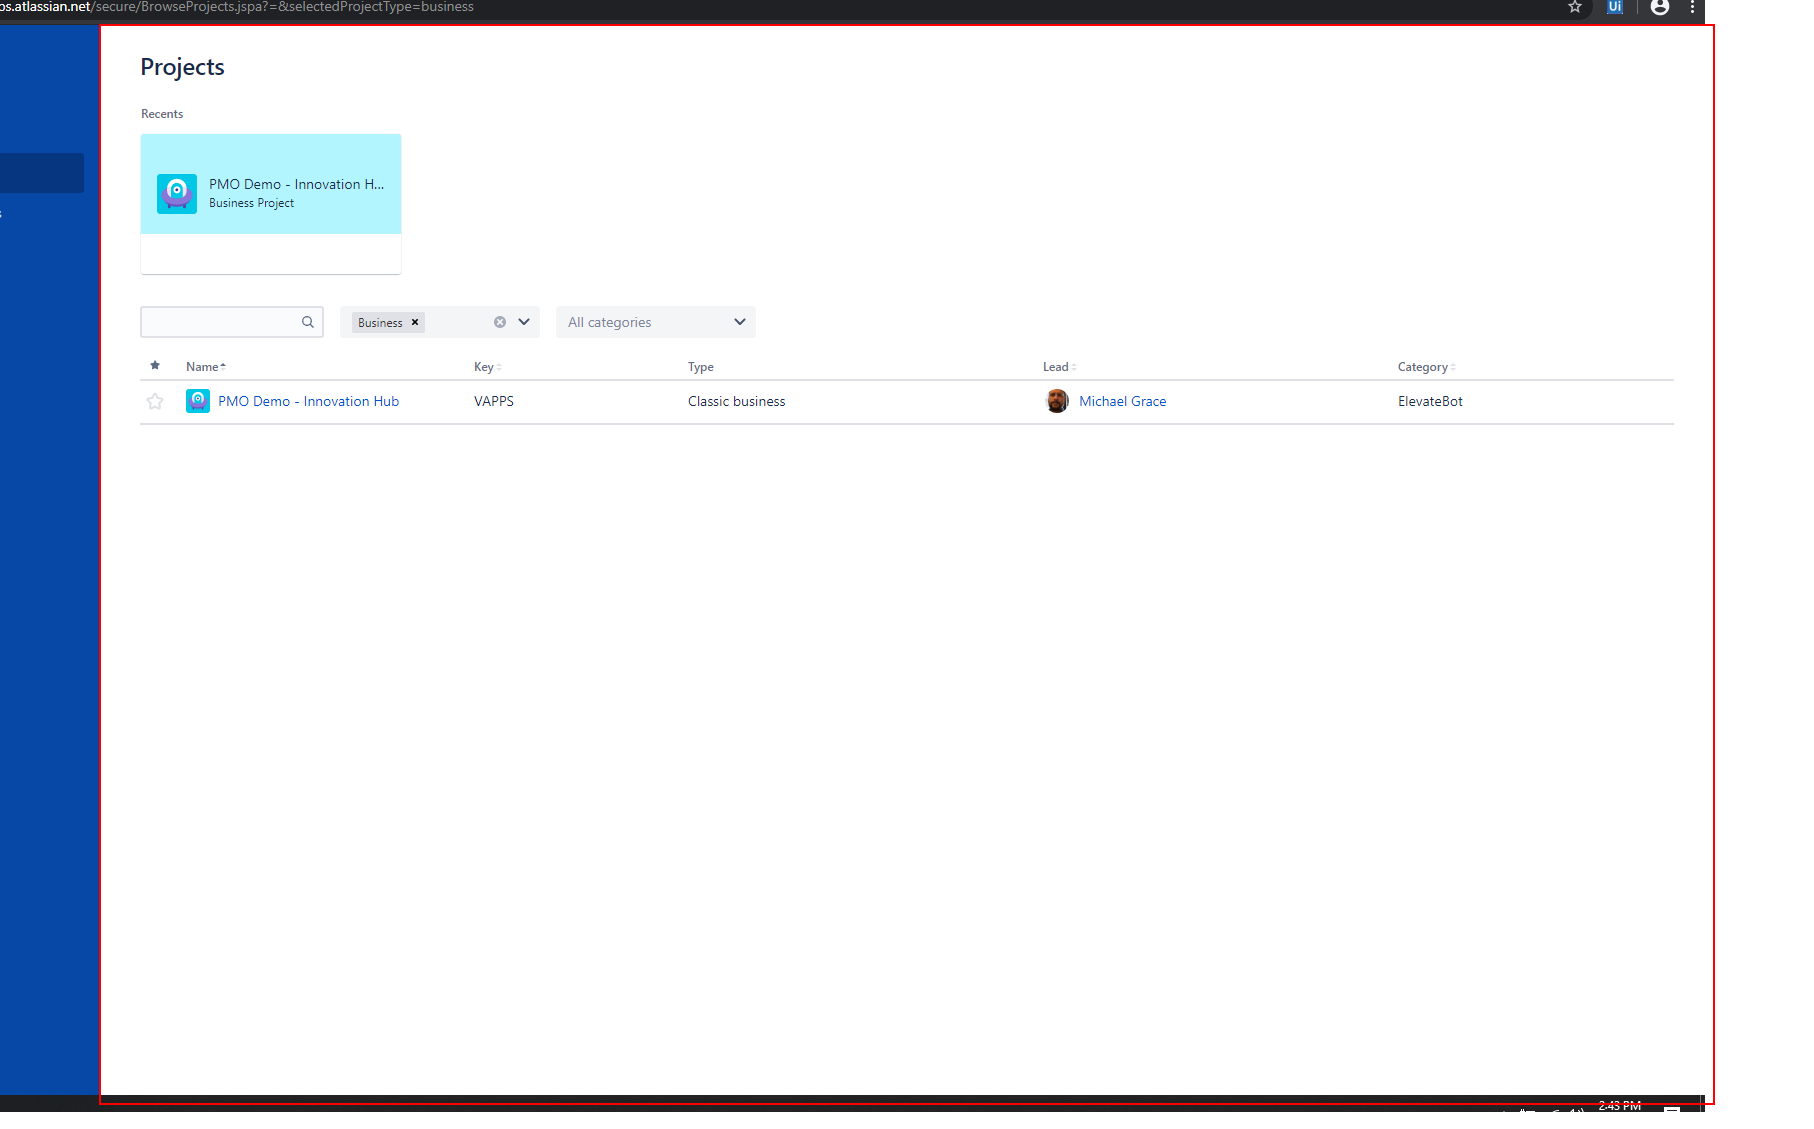 os.atlassian.net/secure/BrowseProjects.jspa?=&selectedProjectType=business
Ui
Projects
Recents
PMO Demo - Innovation H...
Business Project
Business
All categories
Name Key Type Lead Category
PMO Demo - Innovation Hub VAPPS Classic business Michael Grace ElevateBot
2:43 PM